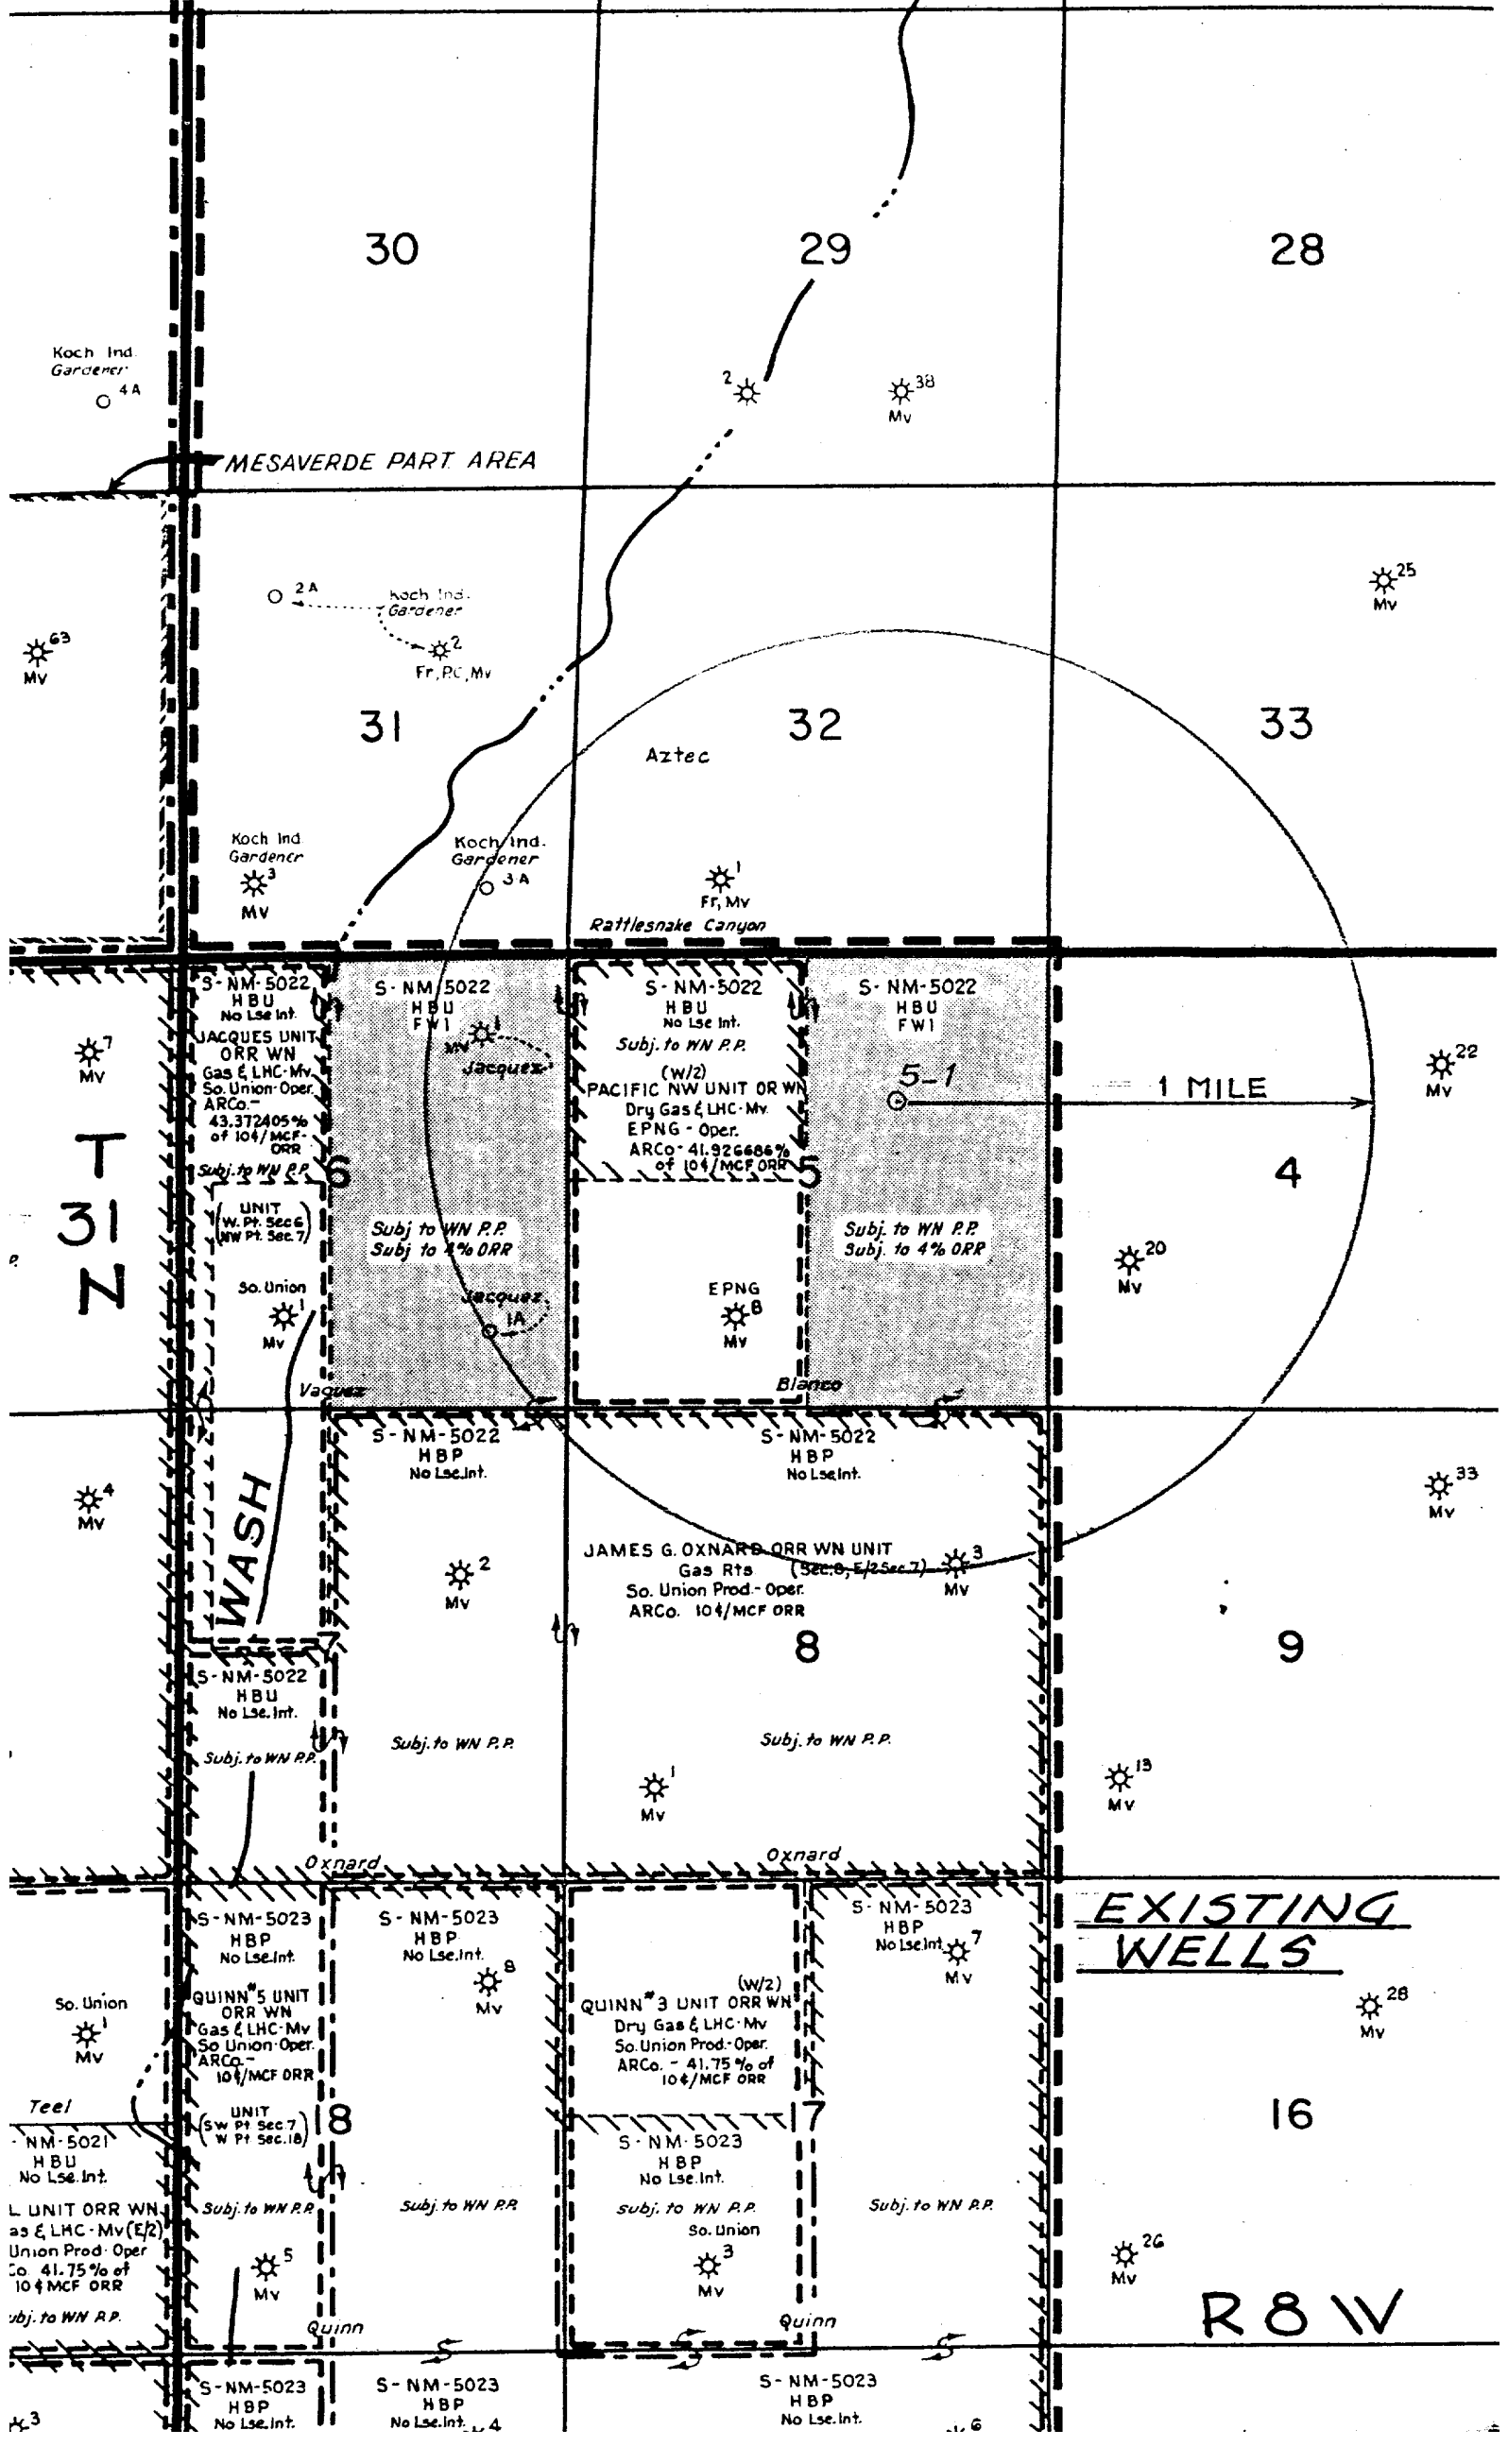 30
29
28
Koch Ind.
Gardener
4A
2
38
Mv
MESAVERDE PART. AREA
25
Mv
2A
Koch Ind.
Gardener
2
Fr, P.C, Mv
63
Mv
31
32
33
Aztec
Koch Ind
Gardener
3
Mv
Koch Ind.
Gardener
3A
1
Fr, Mv
Rattlesnake Canyon
S-NM-5022
HBU
No Lse Int.
JACQUES UNIT
ORR WN
Gas & LHC-Mv
So. Union-Oper.
ARCo.-
43.372405%
of 10¢/MCF-
ORR
Subj. to WN P.P.
UNIT
(W. Pt. Sec 6
NW Pt. Sec. 7)
So. Union
1
Mv
S-NM-5022
HBU
FW1
1
Mv
Jacquez
6
Subj to WN P.P.
Subj to 4% ORR
Jacquez
1A
Vaquez
S-NM-5022
HBU
No Lse Int.
Subj. to WN P.P.
(W/2)
PACIFIC NW UNIT OR WN
Dry Gas & LHC-Mv.
EPNG - Oper.
ARCo- 41.926686%
of 10¢/MCF ORR
5
EPNG
8
Mv
Blanco
S-NM-5022
HBU
FW1
5-1
1 MILE
Subj. to WN P.P.
Subj. to 4% ORR
7
Mv
22
Mv
4
20
Mv
T
31
N
S-NM-5022
HBP
No Lse.Int.
S-NM-5022
HBP
No Lse Int.
4
Mv
WASH
33
Mv
2
Mv
JAMES G. OXNARD ORR WN UNIT
Gas Rts (Sec.8, E/2 Sec.7)
So. Union Prod.-Oper.
ARCo. 10¢/MCF ORR
3
Mv
7
8
9
S-NM-5022
HBU
No Lse. Int.
Subj. to WN P.P.
Subj. to WN P.P.
Subj. to WN P.P.
1
Mv
13
Mv
Oxnard
Oxnard
S-NM-5023
HBP
No Lse.Int.
QUINN #5 UNIT
ORR WN
Gas & LHC-Mv
So Union-Oper.
ARCo-
10¢/MCF ORR
UNIT
(SW Pt Sec. 7
W Pt Sec. 18)
Subj. to WN P.P.
5
Mv
S-NM-5023
HBP
No Lse.Int.
8
Mv
18
Subj. to WN P.P.
Quinn
(W/2)
QUINN #3 UNIT ORR WN
Dry Gas & LHC-Mv
So. Union Prod.-Oper.
ARCo. - 41.75% of
10¢/MCF ORR
17
S-NM-5023
HBP
No Lse.Int.
Subj. to WN P.P.
So. Union
3
Mv
Quinn
S-NM-5023
HBP
No Lse.Int.
7
Mv
Subj. to WN P.P.
EXISTING
WELLS
28
Mv
16
26
Mv
R8W
So. Union
1
Mv
Teel
NM-5021
HBU
No Lse. Int.
L UNIT ORR WN
as & LHC-Mv (E/2)
Union Prod-Oper
Co. 41.75% of
10¢ MCF ORR
ubj. to WN P.P.
3
S-NM-5023
HBP
No Lse.Int.
S-NM-5023
HBP
No Lse.Int.
4
S-NM-5023
HBP
No Lse.Int.
6